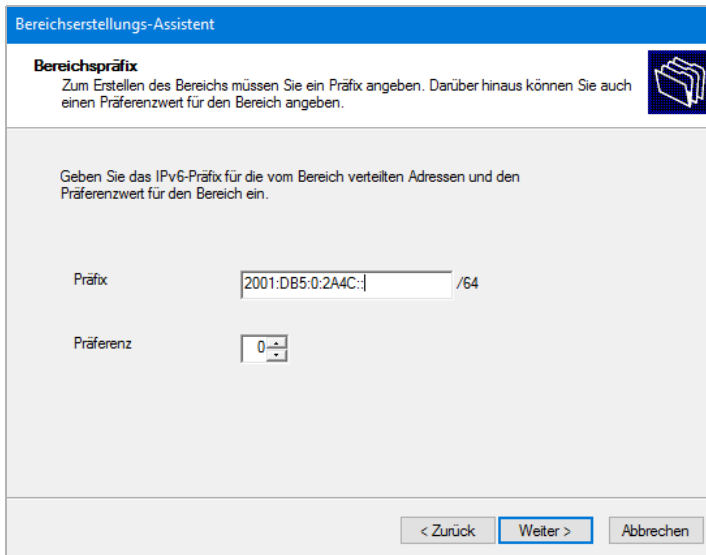 Bereichserstellungs-Assistent
Bereichspräfix
Zum Erstellen des Bereichs müssen Sie ein Präfix angeben. Darüber hinaus können Sie auch
einen Präferenzwert für den Bereich angeben.
Geben Sie das IPv6-Präfix für die vom Bereich verteilten Adressen und den
Präferenzwert für den Bereich ein.
Präfix 2001:DB5:0:2A4C:: /64
Präferenz 0
< Zurück Weiter > Abbrechen